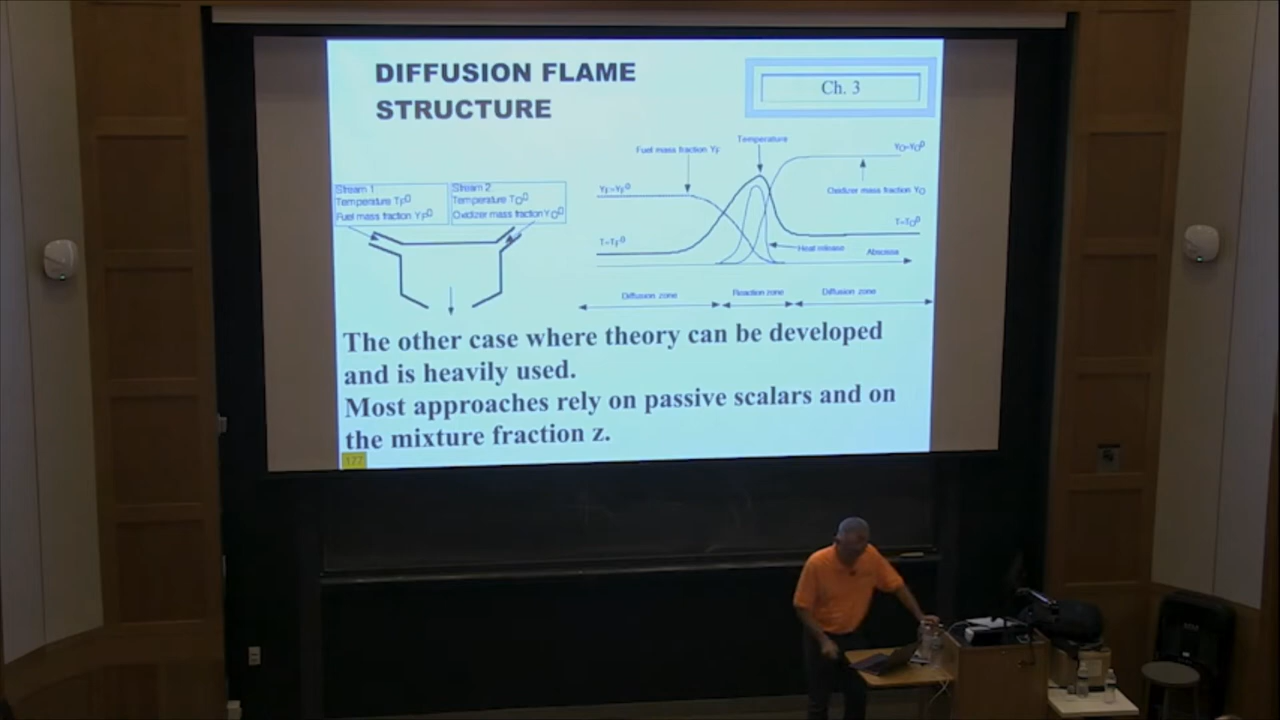 DIFFUSION FLAME
STRUCTURE
Ch. 3
Stream 1
Temperature TF0
Fuel mass fraction YF0
Stream 2
Temperature TO0
Oxidizer mass fraction YO0
Temperature
Fuel mass fraction YF
YO=YO0
YF=YF0
Oxidizer mass fraction YO
T=TO0
T=TF0
Heat release
Abscissa
Diffusion zone
Reaction zone
Diffusion zone
The other case where theory can be developed
and is heavily used.
Most approaches rely on passive scalars and on
the mixture fraction z.
177